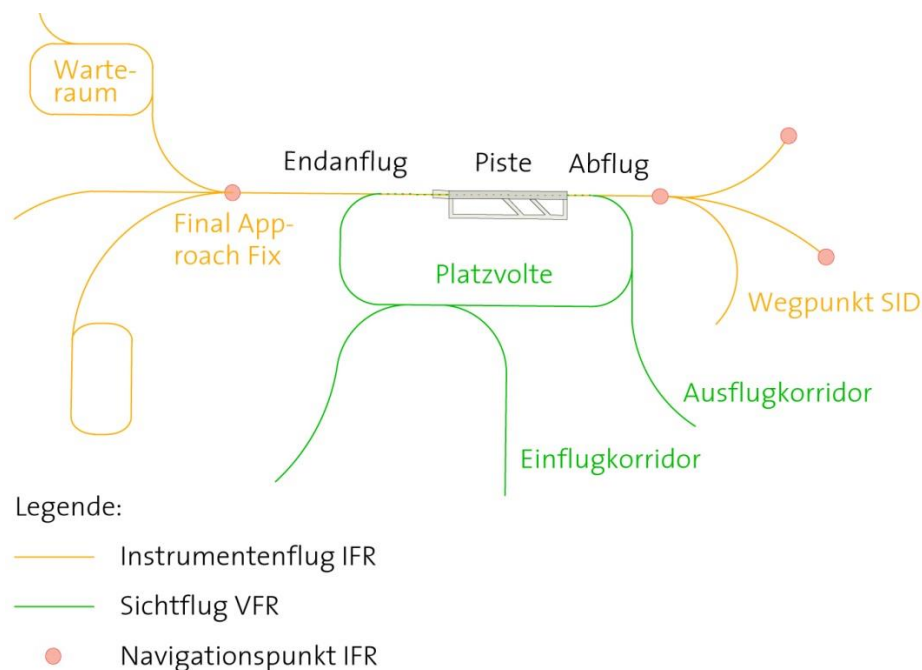 Warte-
raum
Endanflug
Piste
Abflug
Final App-
roach Fix
Platzvolte
Wegpunkt SID
Ausflugkorridor
Einflugkorridor
Legende:
Instrumentenflug IFR
Sichtflug VFR
Navigationspunkt IFR